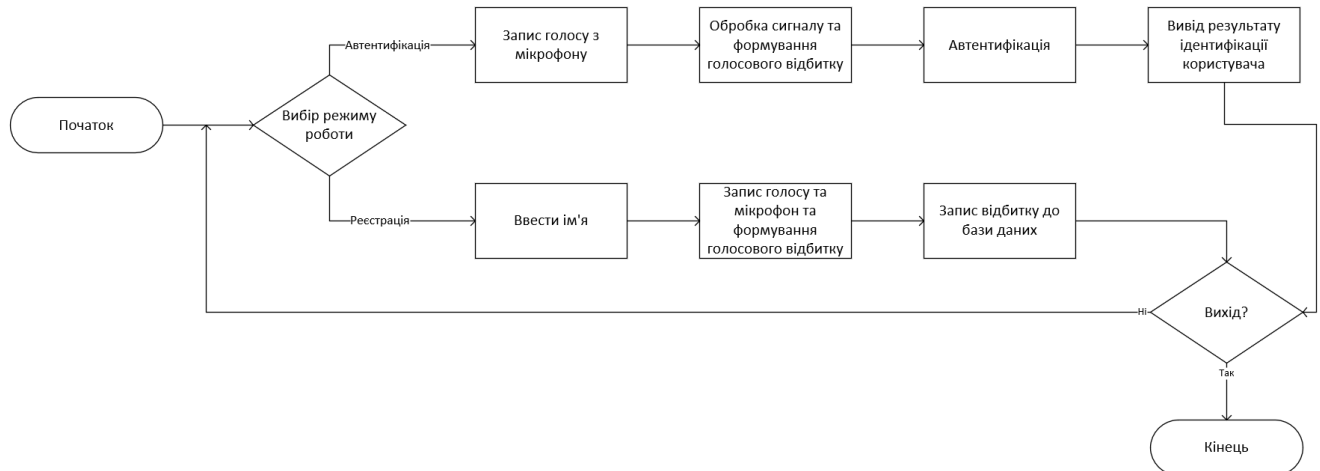 Початок
Вибір режиму
роботи
Автентифікація
Запис голосу з
мікрофону
Обробка сигналу та
формування
голосового відбитку
Автентифікація
Вивід результату
ідентифікації
користувача
Реєстрація
Ввести ім'я
Запис голосу та
мікрофон та
формування
голосового відбитку
Запис відбитку до
бази даних
Вихід?
Ні
Так
Кінець